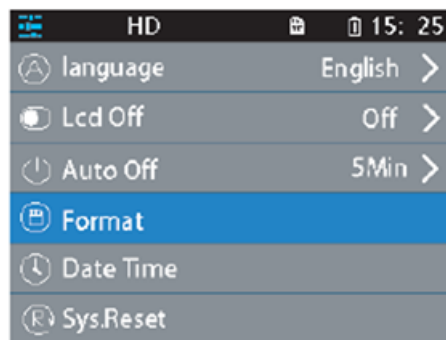 HD 15: 25
language English
Lcd Off Off
Auto Off 5Min
Format
Date Time
Sys.Reset